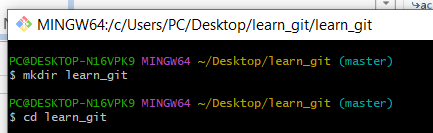 MINGW64:/c/Users/PC/Desktop/learn_git/learn_git
PC@DESKTOP-N16VPK9 MINGW64 ~/Desktop/learn_git (master)
$ mkdir learn_git
PC@DESKTOP-N16VPK9 MINGW64 ~/Desktop/learn_git (master)
$ cd learn_git